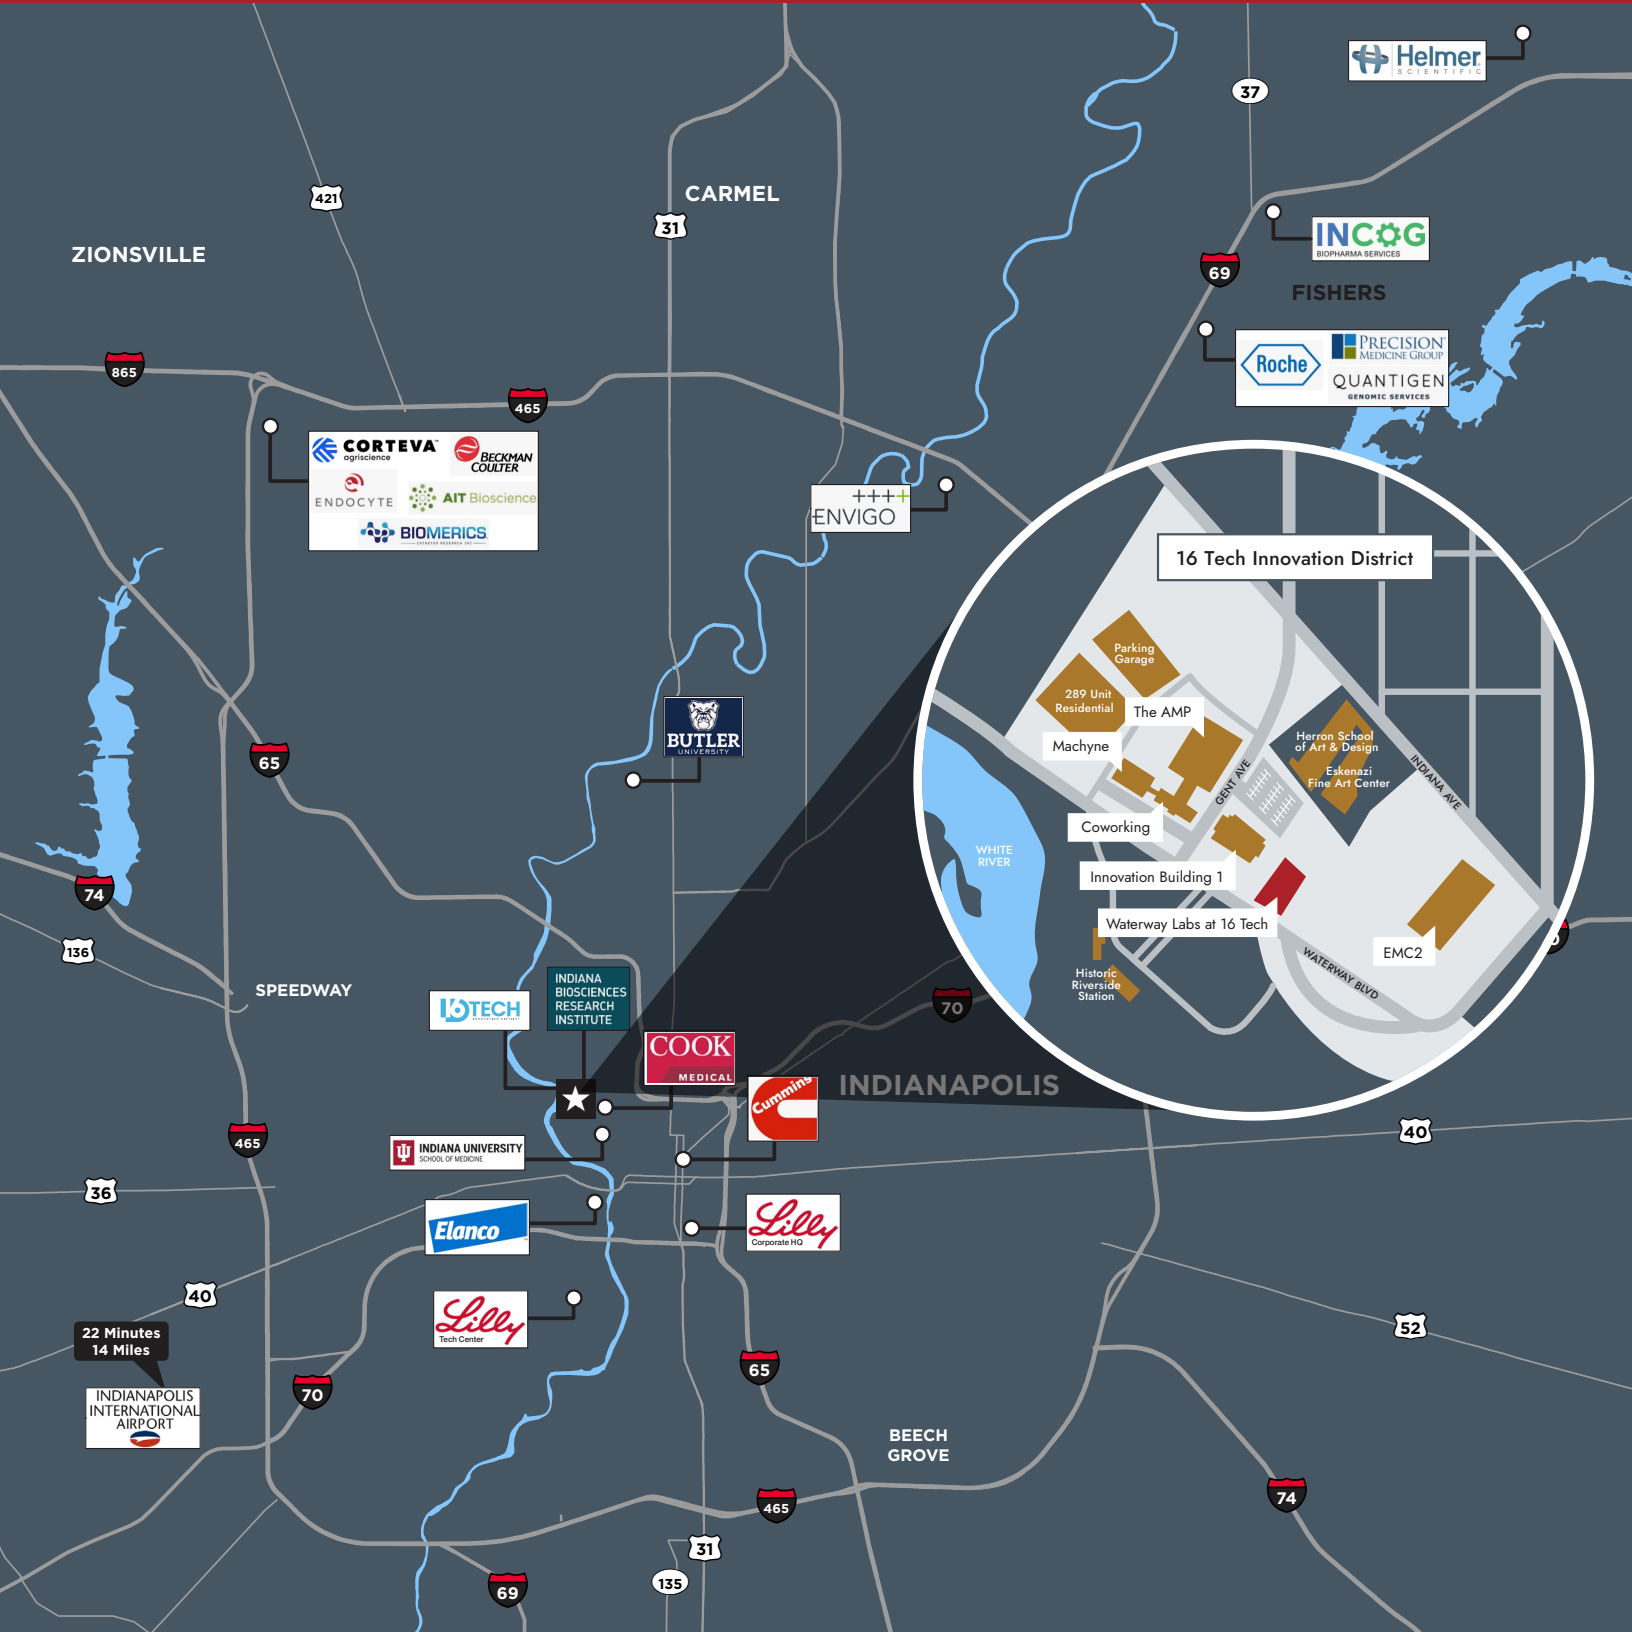 Helmer
SCIENTIFIC
37
421
CARMEL
31
ZIONSVILLE
INCOG
BIOPHARMA SERVICES
69
FISHERS
Roche
PRECISION
MEDICINE GROUP
QUANTIGEN
GENOMIC SERVICES
865
465
CORTEVA™
agriscience
BECKMAN
COULTER
ENDOCYTE
AIT Bioscience
BIOMERICS
ENVIGO
16 Tech Innovation District
Parking
Garage
289 Unit
Residential
The AMP
Machyne
Herron School
of Art & Design
Eskenazi
Fine Art Center
GENT AVE
INDIANA AVE
Coworking
WHITE
RIVER
Innovation Building 1
Waterway Labs at 16 Tech
EMC2
WATERWAY BLVD
Historic
Riverside
Station
BUTLER
UNIVERSITY
65
74
136
SPEEDWAY
16TECH
INDIANA
BIOSCIENCES
RESEARCH
INSTITUTE
70
COOK
MEDICAL
Cummins
INDIANAPOLIS
40
465
INDIANA UNIVERSITY
SCHOOL OF MEDICINE
36
Elanco
Lilly
Corporate HQ
40
Lilly
Tech Center
52
22 Minutes
14 Miles
65
INDIANAPOLIS
INTERNATIONAL
AIRPORT
70
BEECH
GROVE
465
74
31
135
69